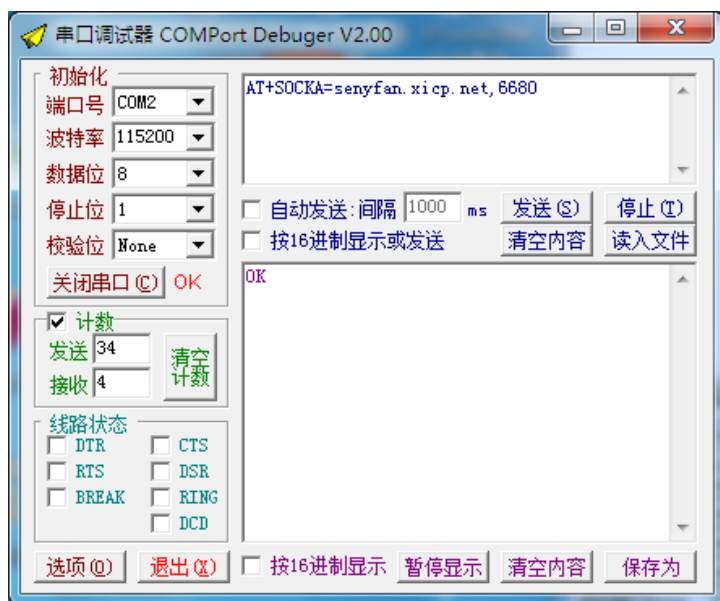 串口调试器 COMPort Debuger V2.00
初始化
端口号 COM2
波特率 115200
数据位 8
停止位 1
校验位 None
关闭串口(C) OK
计数
发送 34
接收 4
清空计数
线路状态
DTR CTS
RTS DSR
BREAK RING
DCD
选项(O) 退出(X)
AT+SOCKA=senyfan.xicp.net,6680
自动发送:间隔 1000 ms 发送(S) 停止(T)
按16进制显示或发送 清空内容 读入文件
OK
按16进制显示 暂停显示 清空内容 保存为